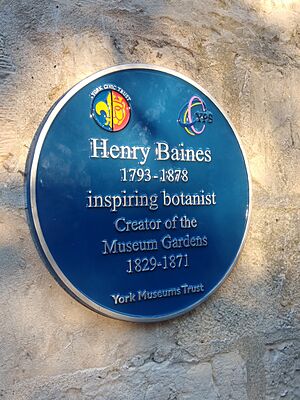 YORK CIVIC TRUST
YPS
Henry Baines
1793-1878
inspiring botanist
Creator of the
Museum Gardens
1829-1871
York Museums Trust